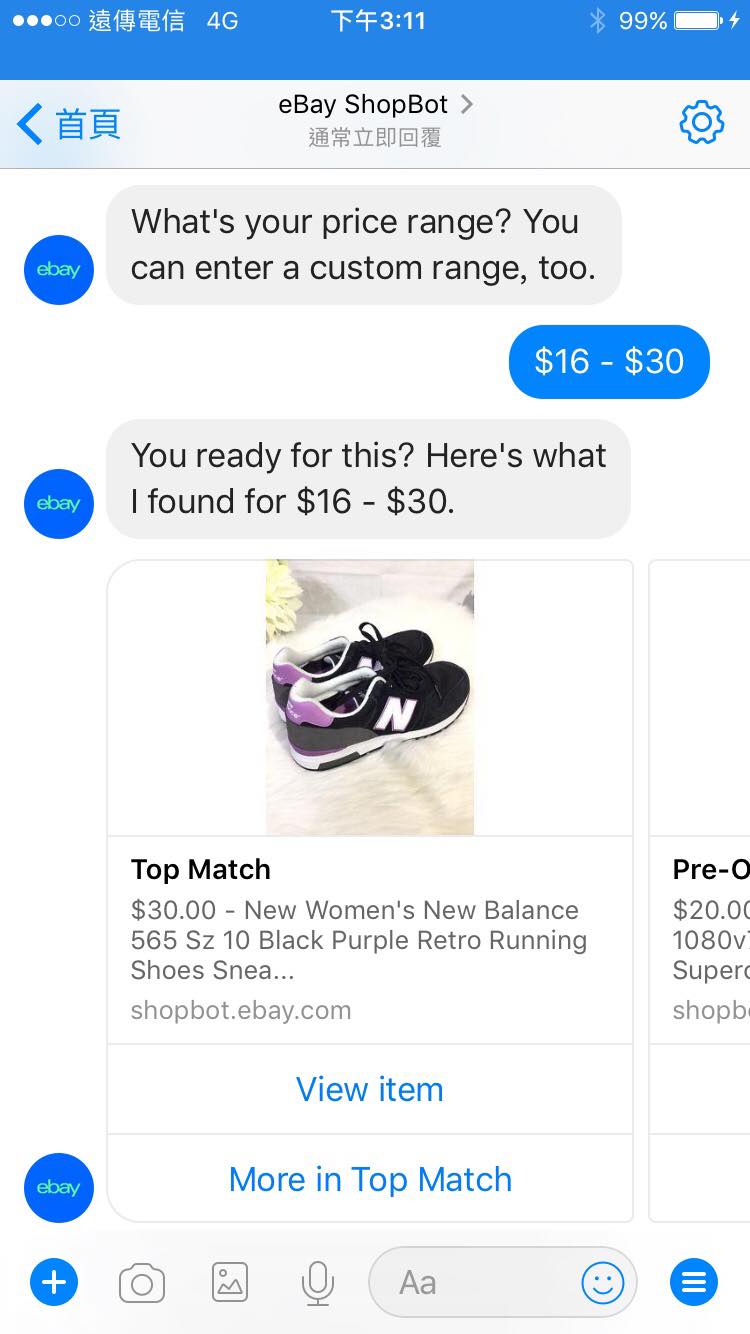 遠傳電信 4G 下午3:11 99%
首頁 eBay ShopBot
通常立即回覆
What's your price range? You
can enter a custom range, too.
ebay
$16 - $30
You ready for this? Here's what
I found for $16 - $30.
ebay
N
Top Match
$30.00 - New Women's New Balance
565 Sz 10 Black Purple Retro Running
Shoes Snea...
shopbot.ebay.com
View item
More in Top Match
Pre-O
$20.00
1080v
Superc
shopb
ebay
Aa